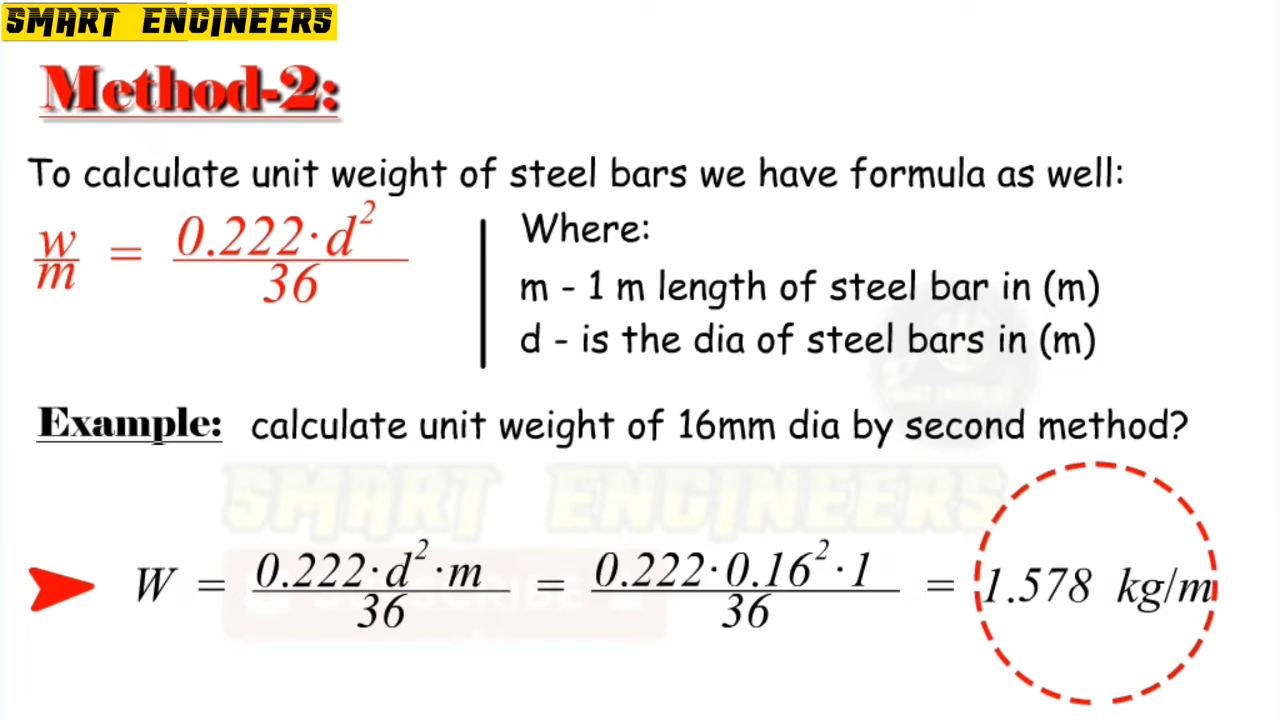 SMART ENGINEERS
Method-2:
To calculate unit weight of steel bars we have formula as well:
w/m = 0.222·d²/36
Where:
m - 1 m length of steel bar in (m)
d - is the dia of steel bars in (m)
Example: calculate unit weight of 16mm dia by second method?
SMART ENGINEERS
W = 0.222·d²·m/36 = 0.222·0.16²·1/36 = 1.578 kg/m
SUBSCRIBE